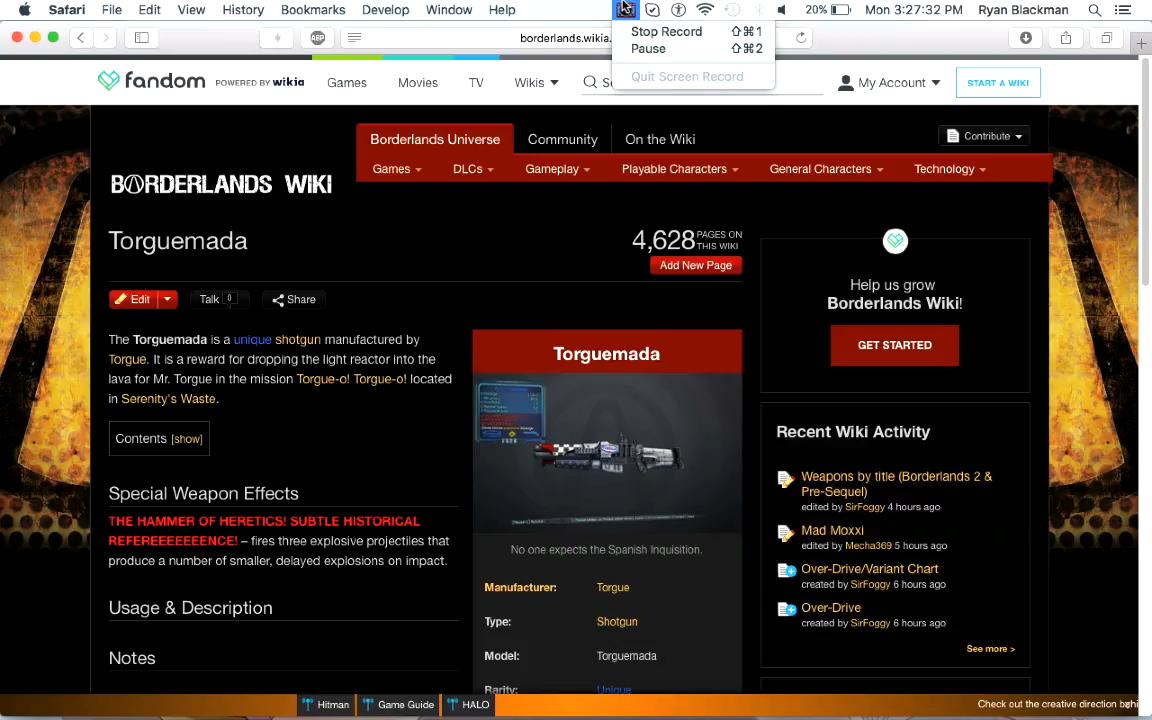 Safari File Edit View History Bookmarks Develop Window Help 20% Mon 3:27:32 PM Ryan Blackman
Stop Record ⇧⌘1
Pause ⇧⌘2
Quit Screen Record
ABP borderlands.wikia.
fandom POWERED BY wikia Games Movies TV Wikis My Account START A WIKI
Borderlands Universe Community On the Wiki Contribute
Games DLCs Gameplay Playable Characters General Characters Technology
BORDERLANDS WIKI
Torguemada
4,628 PAGES ON THIS WIKI
Add New Page
Edit Talk 0 Share
The Torguemada is a unique shotgun manufactured by
Torgue. It is a reward for dropping the light reactor into the
lava for Mr. Torgue in the mission Torgue-o! Torgue-o! located
in Serenity's Waste.
Contents [show]
Special Weapon Effects
THE HAMMER OF HERETICS! SUBTLE HISTORICAL
REFEREEEEEENCE! – fires three explosive projectiles that
produce a number of smaller, delayed explosions on impact.
Usage & Description
Notes
Torguemada
No one expects the Spanish Inquisition.
Manufacturer: Torgue
Type: Shotgun
Model: Torguemada
Rarity: Unique
Help us grow
Borderlands Wiki!
GET STARTED
Recent Wiki Activity
Weapons by title (Borderlands 2 &
Pre-Sequel)
edited by SirFoggy 4 hours ago
Mad Moxxi
edited by Mecha369 5 hours ago
Over-Drive/Variant Chart
created by SirFoggy 6 hours ago
Over-Drive
created by SirFoggy 6 hours ago
See more >
Hitman Game Guide HALO Check out the creative direction